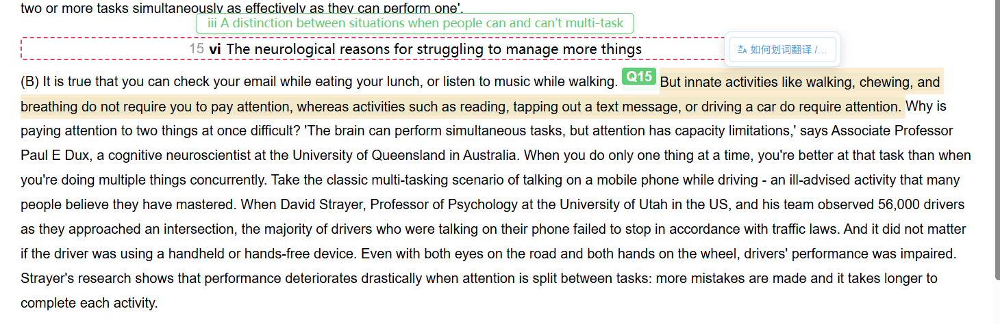 two or more tasks simultaneously as effectively as they can perform one'.
iii A distinction between situations when people can and can't multi-task
15 vi The neurological reasons for struggling to manage more things
如何划词翻译 /...
(B) It is true that you can check your email while eating your lunch, or listen to music while walking. Q15 But innate activities like walking, chewing, and
breathing do not require you to pay attention, whereas activities such as reading, tapping out a text message, or driving a car do require attention. Why is
paying attention to two things at once difficult? 'The brain can perform simultaneous tasks, but attention has capacity limitations,' says Associate Professor
Paul E Dux, a cognitive neuroscientist at the University of Queensland in Australia. When you do only one thing at a time, you're better at that task than when
you're doing multiple things concurrently. Take the classic multi-tasking scenario of talking on a mobile phone while driving - an ill-advised activity that many
people believe they have mastered. When David Strayer, Professor of Psychology at the University of Utah in the US, and his team observed 56,000 drivers
as they approached an intersection, the majority of drivers who were talking on their phone failed to stop in accordance with traffic laws. And it did not matter
if the driver was using a handheld or hands-free device. Even with both eyes on the road and both hands on the wheel, drivers' performance was impaired.
Strayer's research shows that performance deteriorates drastically when attention is split between tasks: more mistakes are made and it takes longer to
complete each activity.